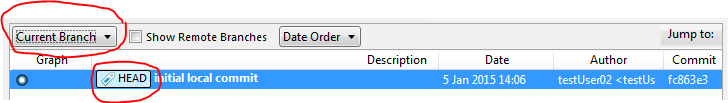 Current Branch Show Remote Branches Date Order Jump to:
Graph Description Date Author Commit
HEAD initial local commit 5 Jan 2015 14:06 testUser02 <testUs fc863e3